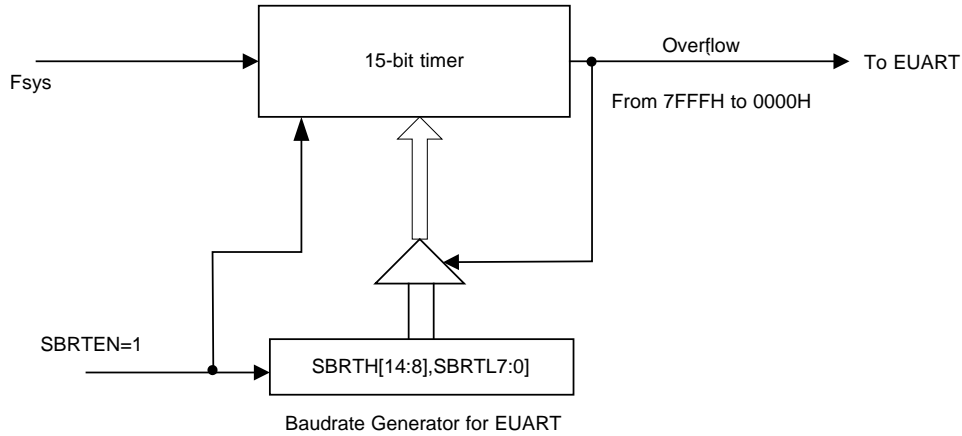 15-bit timer
Overflow
To EUART
Fsys
From 7FFFH to 0000H
SBRTEN=1
SBRTH[14:8],SBRTL7:0]
Baudrate Generator for EUART